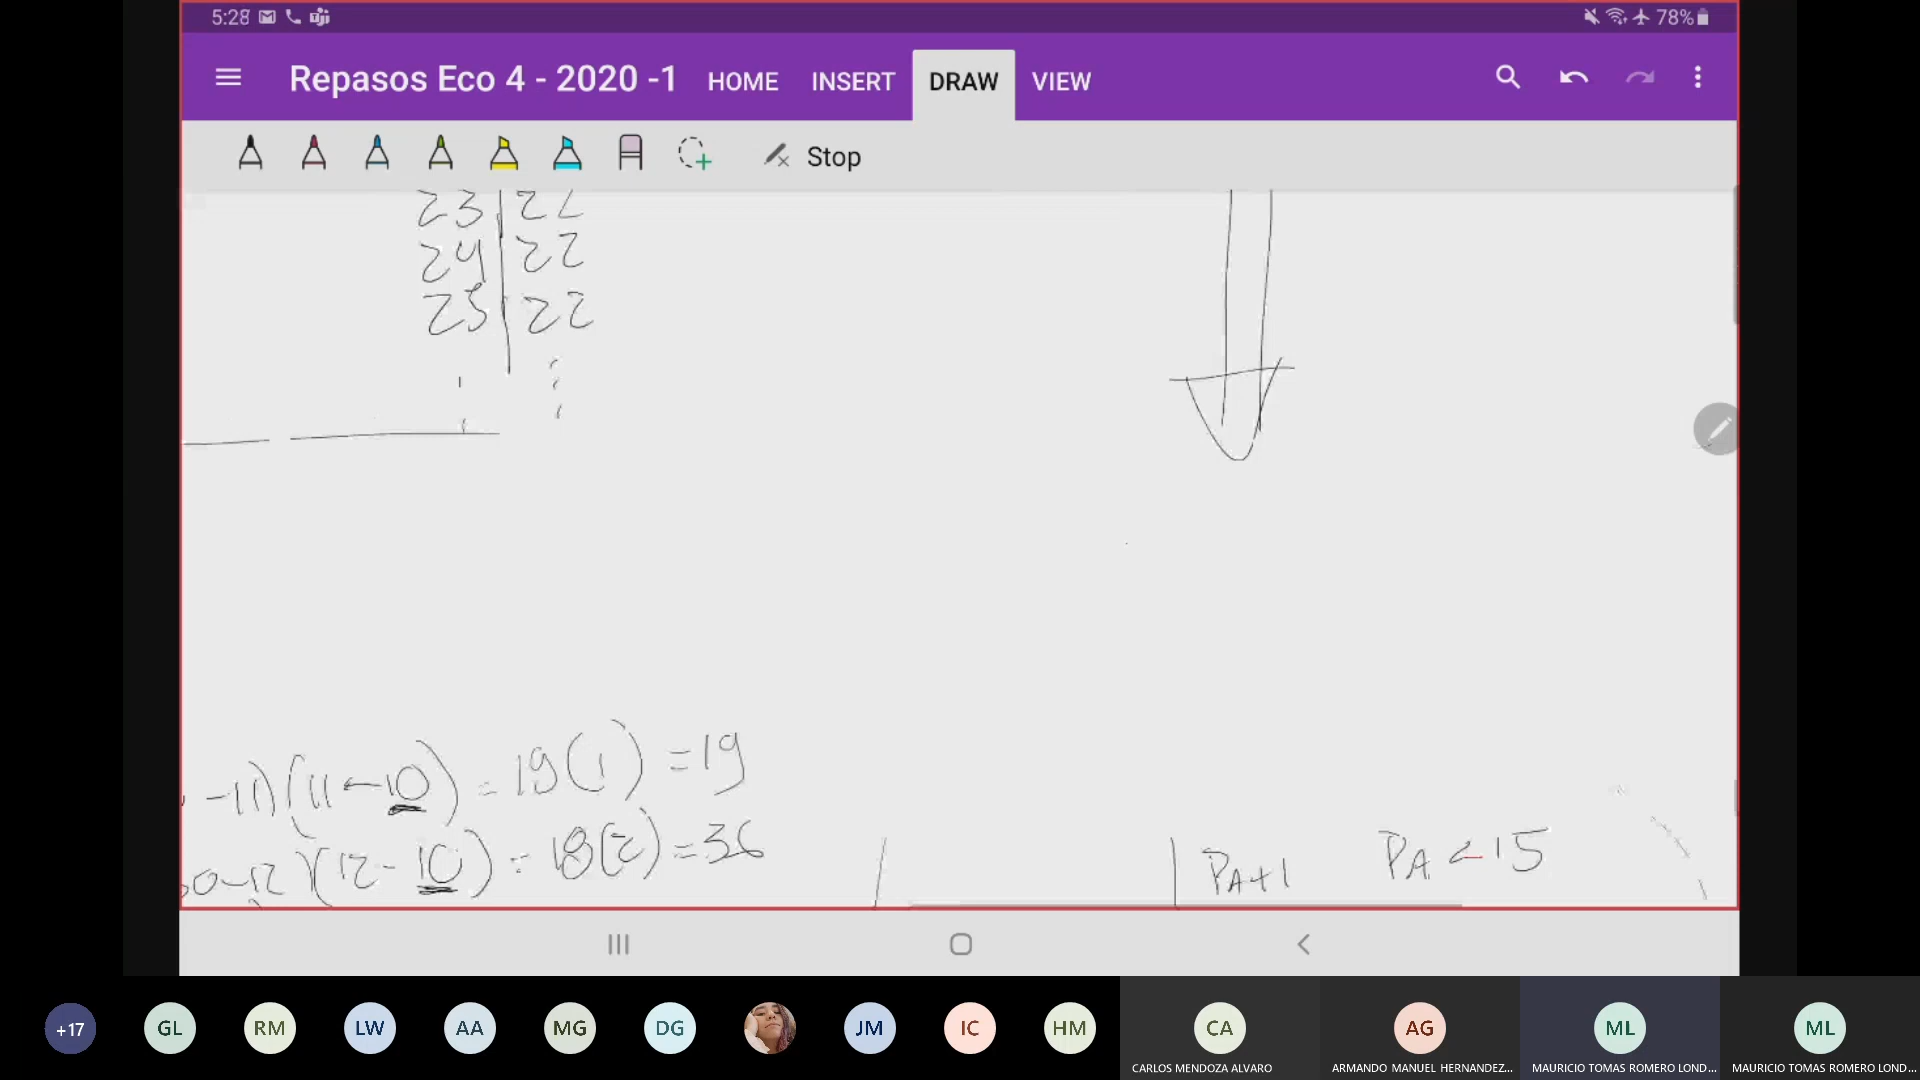 5:28 78%
Repasos Eco 4 - 2020 -1 HOME INSERT DRAW VIEW
Stop
23 22
24 22
25 22
-11)(11-10) = 19(1) = 19
30-12)(12-10) = 18(2) = 36
PA+1 PA < 15
+17 GL RM LW AA MG DG JM IC HM CA AG ML ML
CARLOS MENDOZA ALVARO ARMANDO MANUEL HERNANDEZ... MAURICIO TOMAS ROMERO LOND... MAURICIO TOMAS ROMERO LOND...